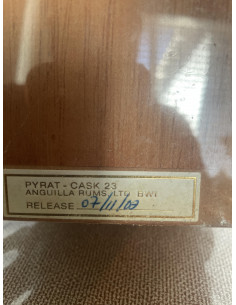 PYRAT - CASK 23
ANGUILLA RUMS, LTD BWI
RELEASE 07/11/02